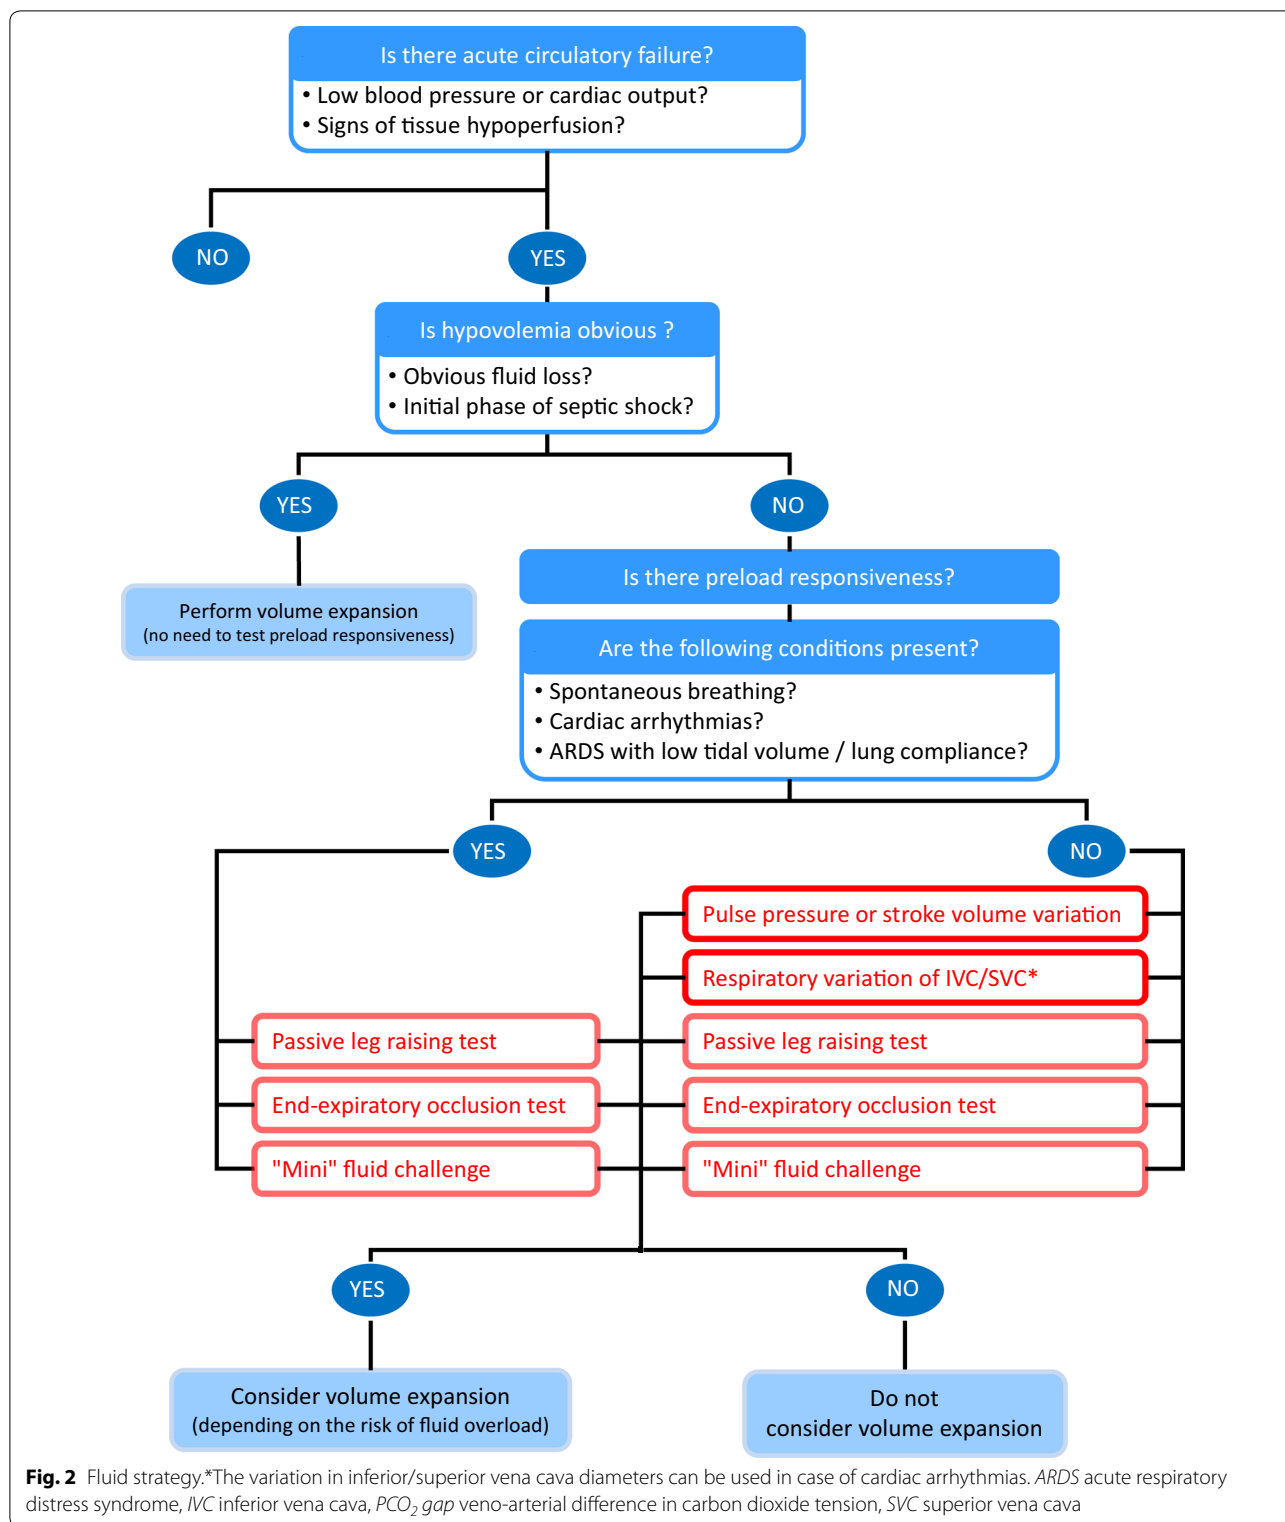 Is there acute circulatory failure?
• Low blood pressure or cardiac output?
• Signs of tissue hypoperfusion?
NO
YES
Is hypovolemia obvious ?
• Obvious fluid loss?
• Initial phase of septic shock?
YES
NO
Perform volume expansion
(no need to test preload responsiveness)
Is there preload responsiveness?
Are the following conditions present?
• Spontaneous breathing?
• Cardiac arrhythmias?
• ARDS with low tidal volume / lung compliance?
YES
NO
Pulse pressure or stroke volume variation
Respiratory variation of IVC/SVC*
Passive leg raising test
Passive leg raising test
End-expiratory occlusion test
End-expiratory occlusion test
"Mini" fluid challenge
"Mini" fluid challenge
YES
NO
Consider volume expansion
(depending on the risk of fluid overload)
Do not
consider volume expansion
Fig. 2 Fluid strategy.*The variation in inferior/superior vena cava diameters can be used in case of cardiac arrhythmias. ARDS acute respiratory
distress syndrome, IVC inferior vena cava, PCO₂ gap veno-arterial difference in carbon dioxide tension, SVC superior vena cava